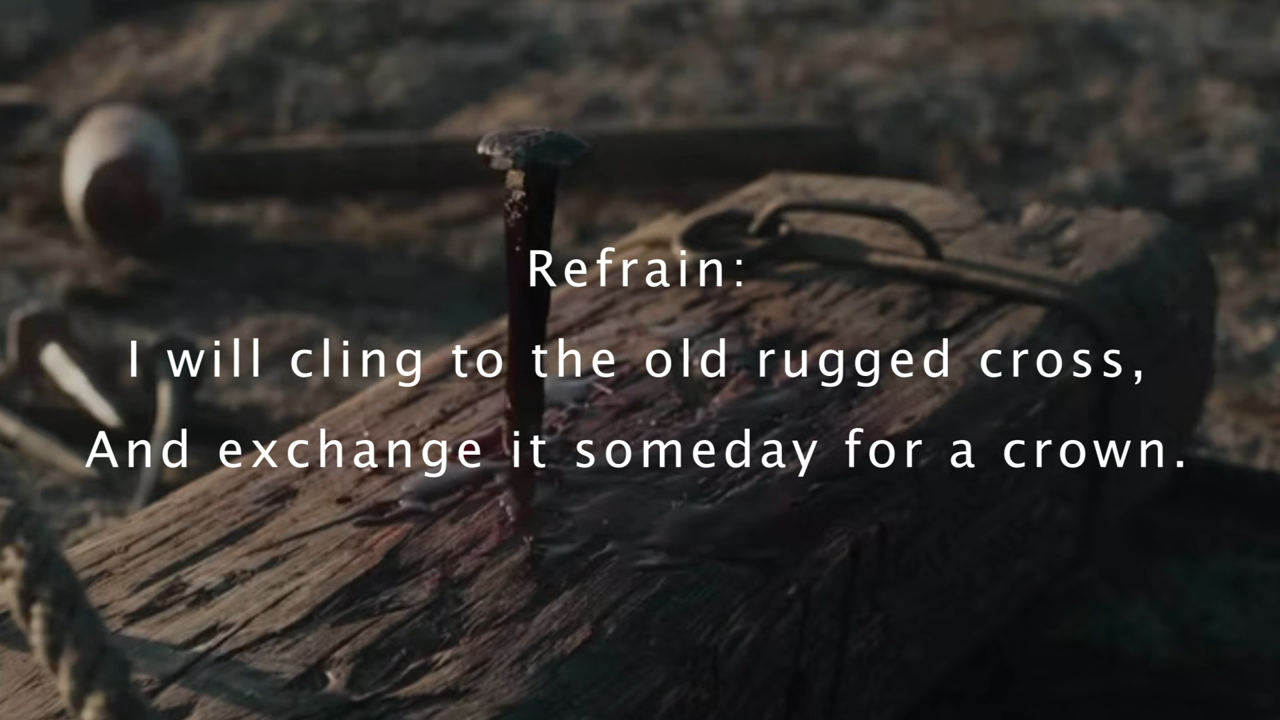 Refrain:
I will cling to the old rugged cross,
And exchange it someday for a crown.